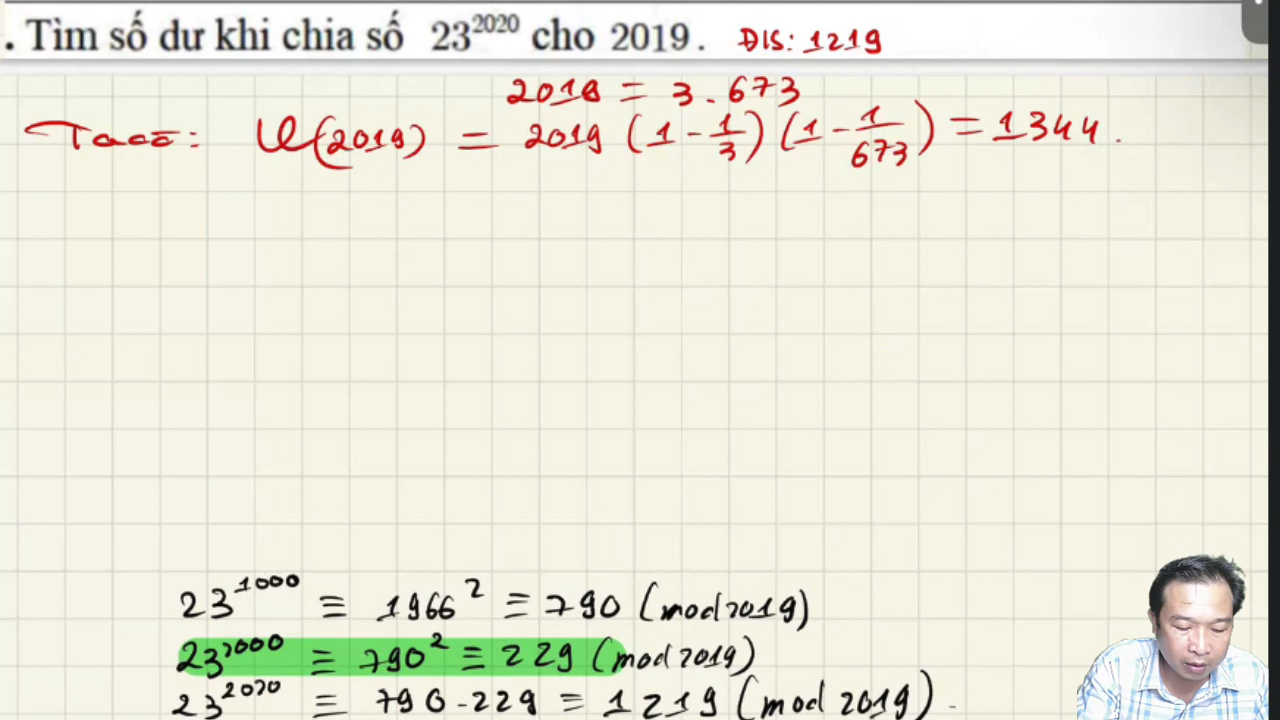 . Tìm số dư khi chia số 23^2020 cho 2019. Đ|S: 1219
2018 = 3.673
Ta có: φ(2019) = 2019 (1 - 1/3) (1 - 1/673) = 1344.
23^1000 ≡ 1966^2 ≡ 790 (mod 2019)
23^2000 ≡ 790^2 ≡ 229 (mod 2019)
23^2020 ≡ 790.229 ≡ 1219 (mod 2019).